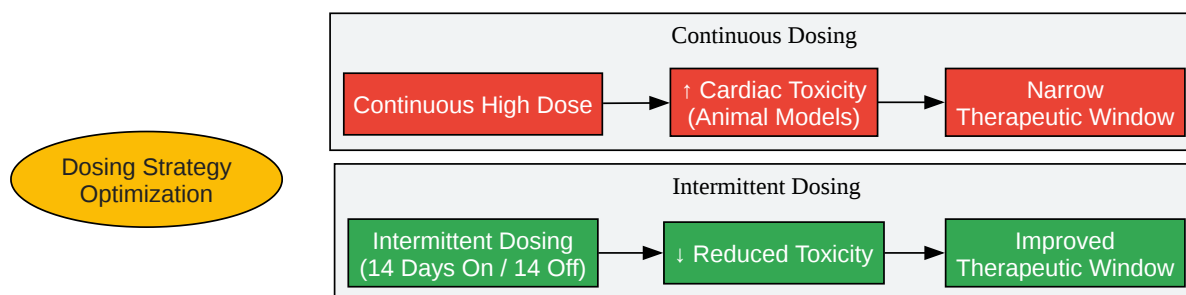 Dosing Strategy
Optimization
Continuous Dosing
Continuous High Dose
↑ Cardiac Toxicity
(Animal Models)
Narrow
Therapeutic Window
Intermittent Dosing
Intermittent Dosing
(14 Days On / 14 Off)
↓ Reduced Toxicity
Improved
Therapeutic Window